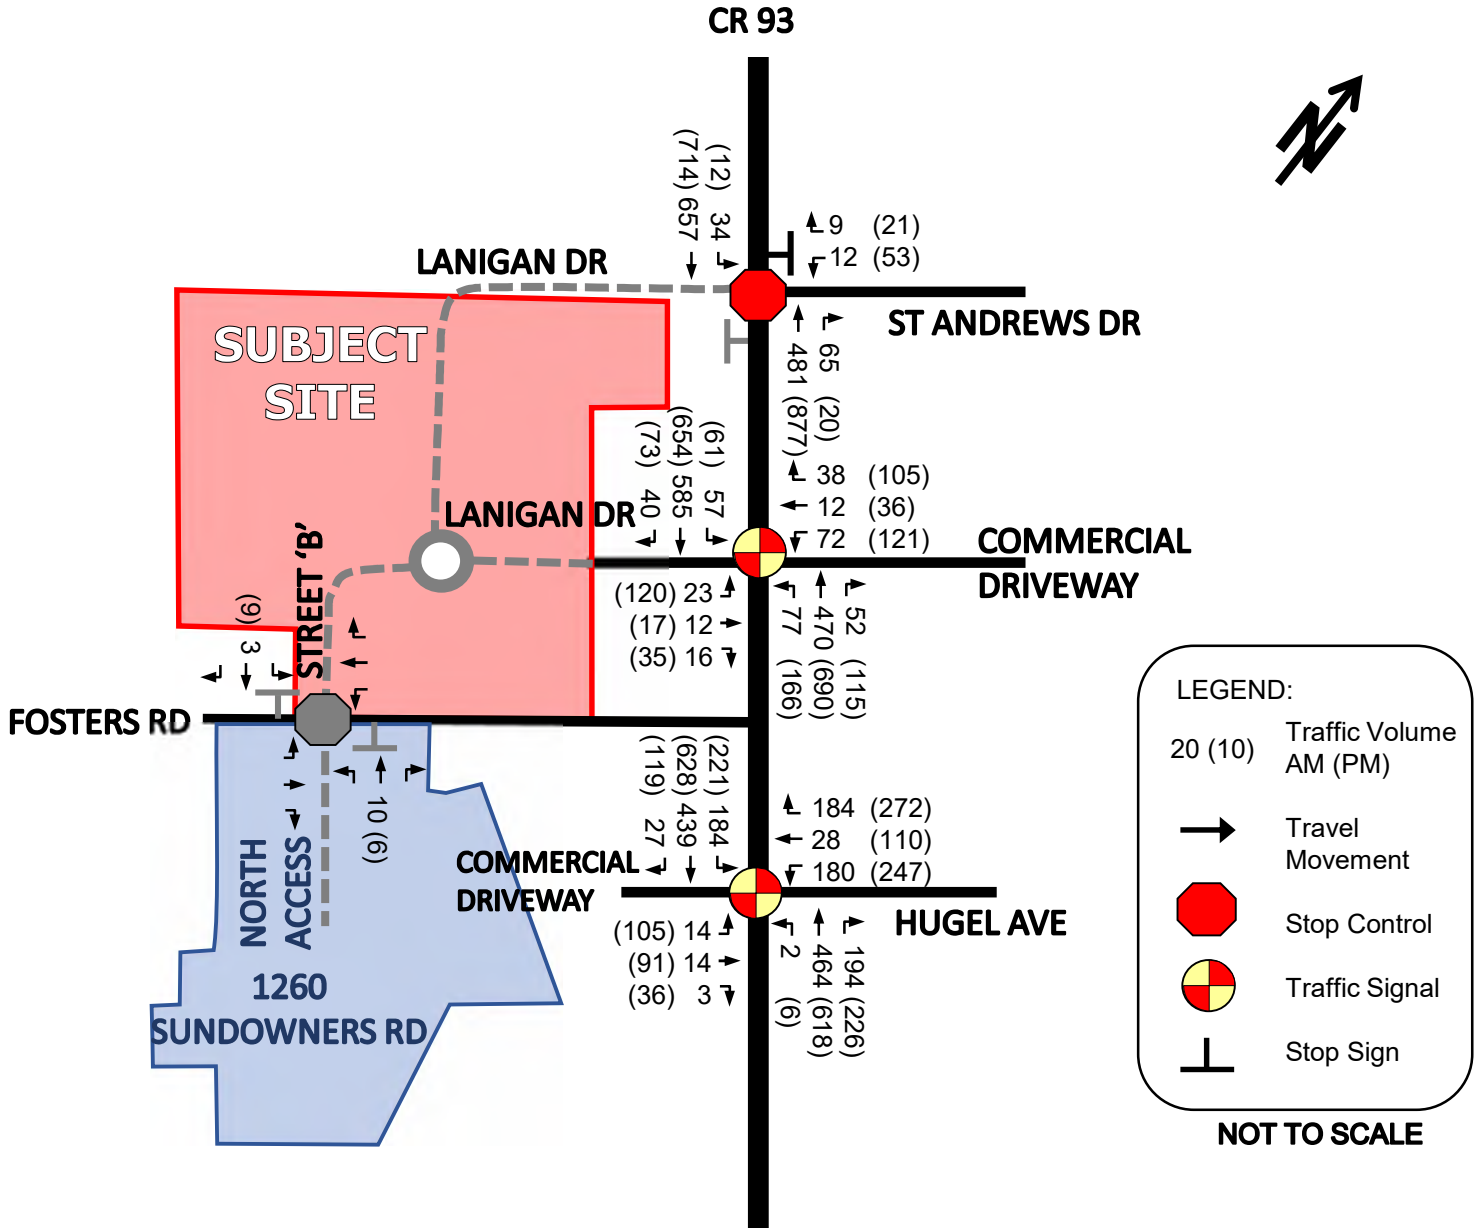 CR 93
(12) 34
(714) 657
9 (21)
12 (53)
LANIGAN DR
ST ANDREWS DR
SUBJECT
SITE
65 (20)
481 (877)
(61) 57
(654) 585
(73) 40
38 (105)
12 (36)
72 (121)
LANIGAN DR
COMMERCIAL
DRIVEWAY
STREET 'B'
(120) 23
(17) 12
(35) 16
52 (115)
470 (690)
77 (166)
(9) 3
FOSTERS RD
LEGEND:
20 (10)
Traffic Volume
AM (PM)
Travel
Movement
Stop Control
Traffic Signal
Stop Sign
NOT TO SCALE
(221) 184
(628) 439
(119) 27
10 (6)
184 (272)
28 (110)
180 (247)
COMMERCIAL
DRIVEWAY
HUGEL AVE
NORTH
ACCESS
(105) 14
(91) 14
(36) 3
194 (226)
464 (618)
2 (6)
1260
SUNDOWNERS RD
N